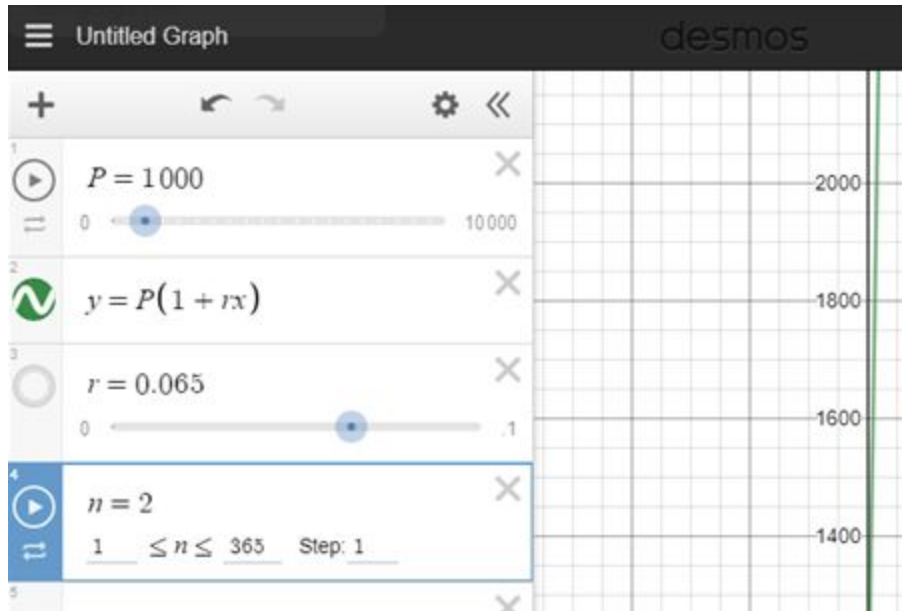 Untitled Graph
desmos
1
P = 1000
0
10000
2
y = P(1 + rx)
3
r = 0.065
0
.1
4
n = 2
1 ≤ n ≤ 365 Step: 1
5
2000
1800
1600
1400